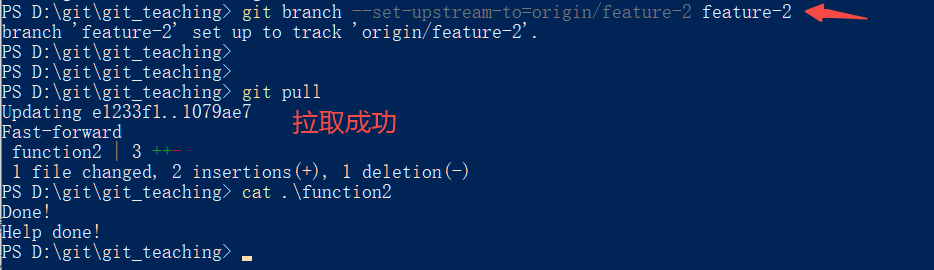 PS D:\git\git_teaching> git branch --set-upstream-to=origin/feature-2 feature-2
branch 'feature-2' set up to track 'origin/feature-2'.
PS D:\git\git_teaching>
PS D:\git\git_teaching>
PS D:\git\git_teaching> git pull
Updating e1233f1..1079ae7
拉取成功
Fast-forward
 function2 | 3 ++-
 1 file changed, 2 insertions(+), 1 deletion(-)
PS D:\git\git_teaching> cat .\function2
Done!
Help done!
PS D:\git\git_teaching>